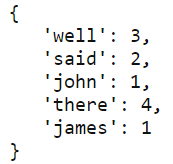 {
    'well': 3,
    'said': 2,
    'john': 1,
    'there': 4,
    'james': 1
}